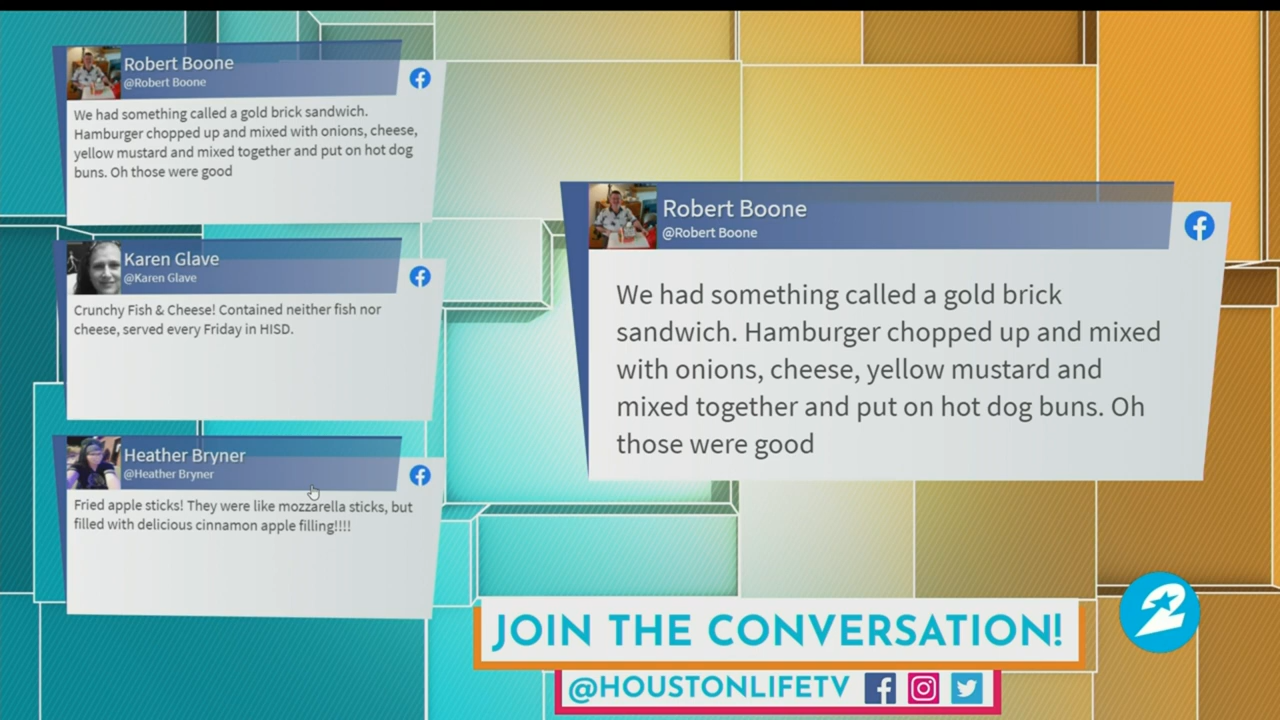 Robert Boone
@Robert Boone
We had something called a gold brick sandwich.
Hamburger chopped up and mixed with onions, cheese,
yellow mustard and mixed together and put on hot dog
buns. Oh those were good
Karen Glave
@Karen Glave
Crunchy Fish & Cheese! Contained neither fish nor
cheese, served every Friday in HISD.
Heather Bryner
@Heather Bryner
Fried apple sticks! They were like mozzarella sticks, but
filled with delicious cinnamon apple filling!!!!
Robert Boone
@Robert Boone
We had something called a gold brick
sandwich. Hamburger chopped up and mixed
with onions, cheese, yellow mustard and
mixed together and put on hot dog buns. Oh
those were good
JOIN THE CONVERSATION!
@HOUSTONLIFETV
2